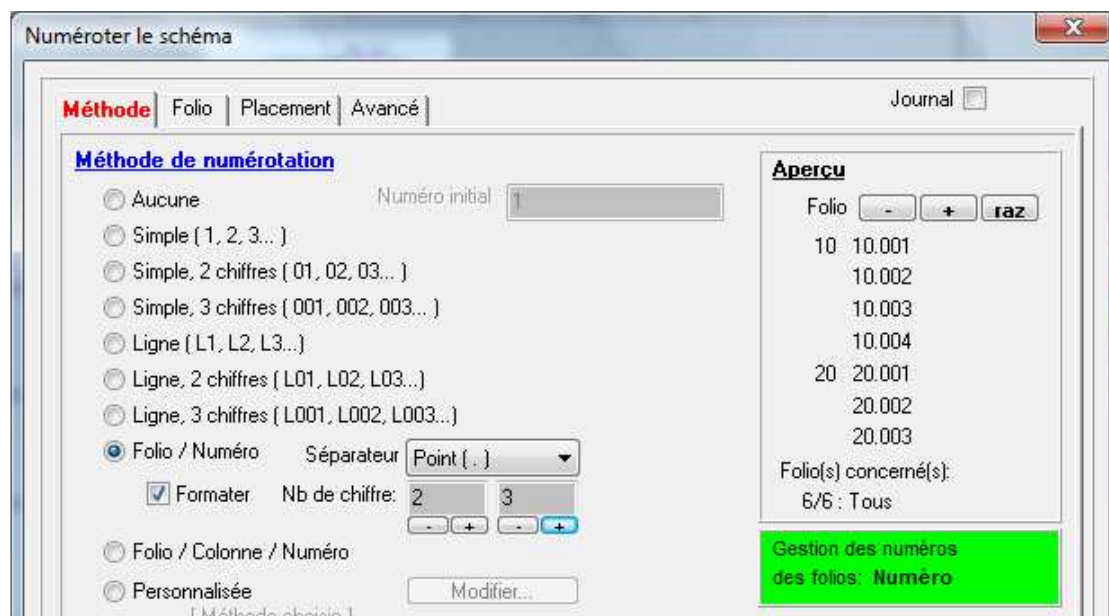 Numéroter le schéma
Méthode Folio Placement Avancé
Journal
Méthode de numérotation
Aucune Numéro initial 1
Simple ( 1, 2, 3... )
Simple, 2 chiffres ( 01, 02, 03... )
Simple, 3 chiffres ( 001, 002, 003... )
Ligne ( L1, L2, L3...)
Ligne, 2 chiffres ( L01, L02, L03...)
Ligne, 3 chiffres ( L001, L002, L003...)
Folio / Numéro Séparateur Point ( . )
Formater Nb de chiffre: 2 3
- + - +
Folio / Colonne / Numéro
Personnalisée Modifier...
[ Méthode choisie ]
Aperçu
Folio - + raz
10 10.001
10.002
10.003
10.004
20 20.001
20.002
20.003
Folio(s) concerné(s):
6/6 : Tous
Gestion des numéros
des folios: Numéro